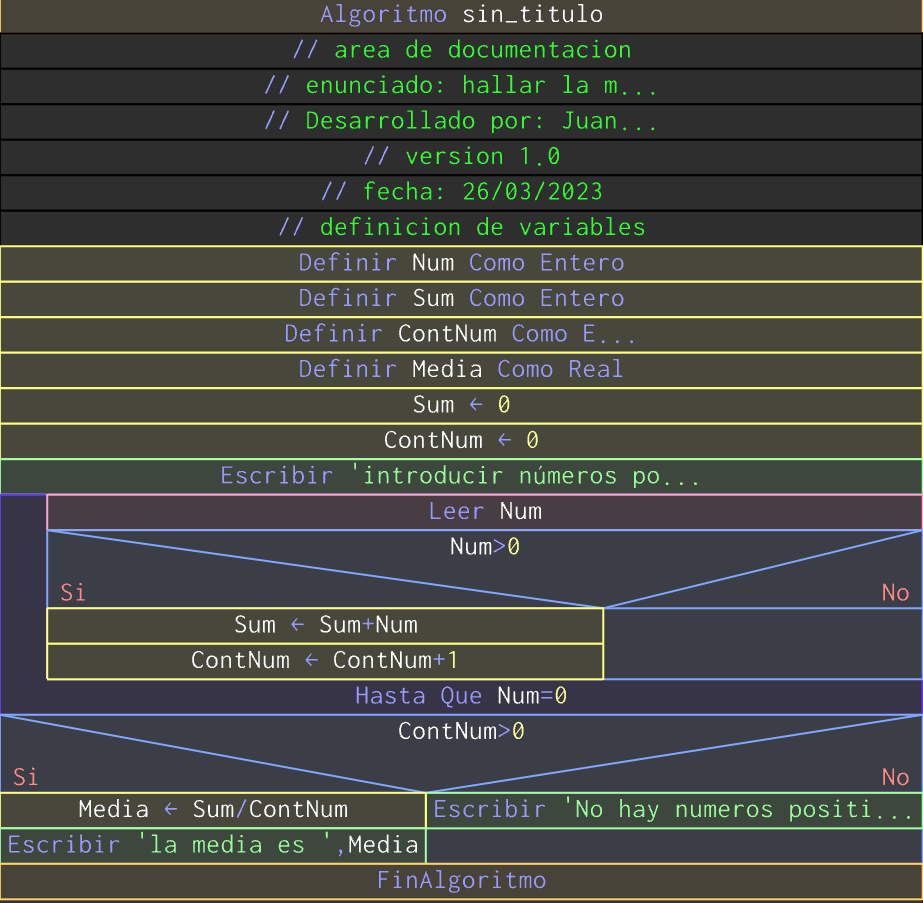 Algoritmo sin_titulo
// area de documentacion
// enunciado: hallar la m...
// Desarrollado por: Juan...
// version 1.0
// fecha: 26/03/2023
// definicion de variables
Definir Num Como Entero
Definir Sum Como Entero
Definir ContNum Como E...
Definir Media Como Real
Sum ← 0
ContNum ← 0
Escribir 'introducir números po...
Leer Num
Num>0
Si No
Sum ← Sum+Num
ContNum ← ContNum+1
Hasta Que Num=0
ContNum>0
Si No
Media ← Sum/ContNum Escribir 'No hay numeros positi...
Escribir 'la media es ',Media
FinAlgoritmo